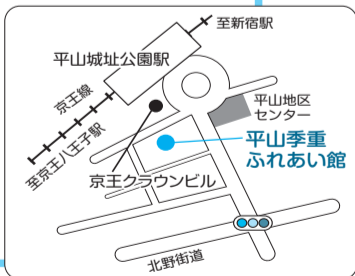 至新宿駅
平山城址公園駅
京王線
至京王八王子駅
平山地区
センター
平山季重
ふれあい館
京王クラウンビル
北野街道